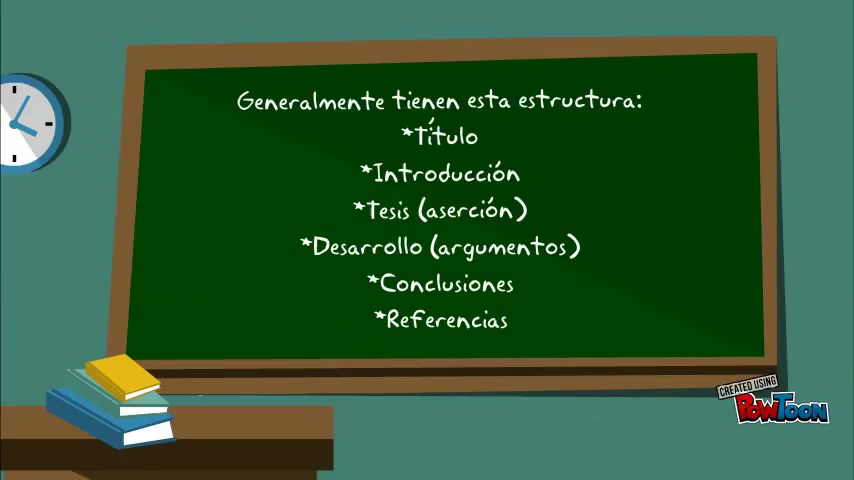 Generalmente tienen esta estructura:
*Título
*Introducción
*Tesis (aserción)
*Desarrollo (argumentos)
*Conclusiones
*Referencias
CREATED USING
PowToon